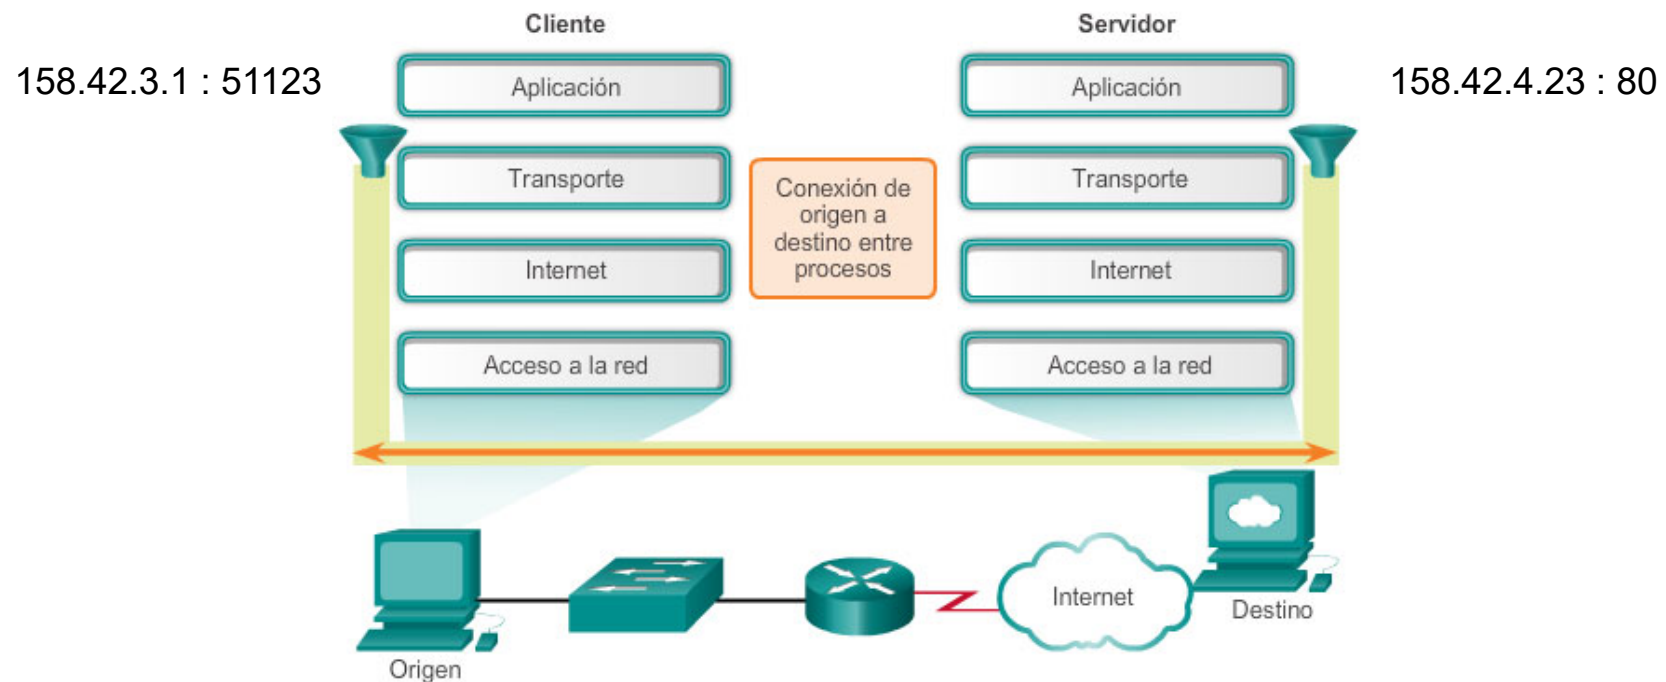 Cliente
Servidor
158.42.3.1 : 51123
Aplicación
Aplicación
158.42.4.23 : 80
Transporte
Conexión de
origen a
destino entre
procesos
Transporte
Internet
Internet
Acceso a la red
Acceso a la red
Internet
Destino
Origen